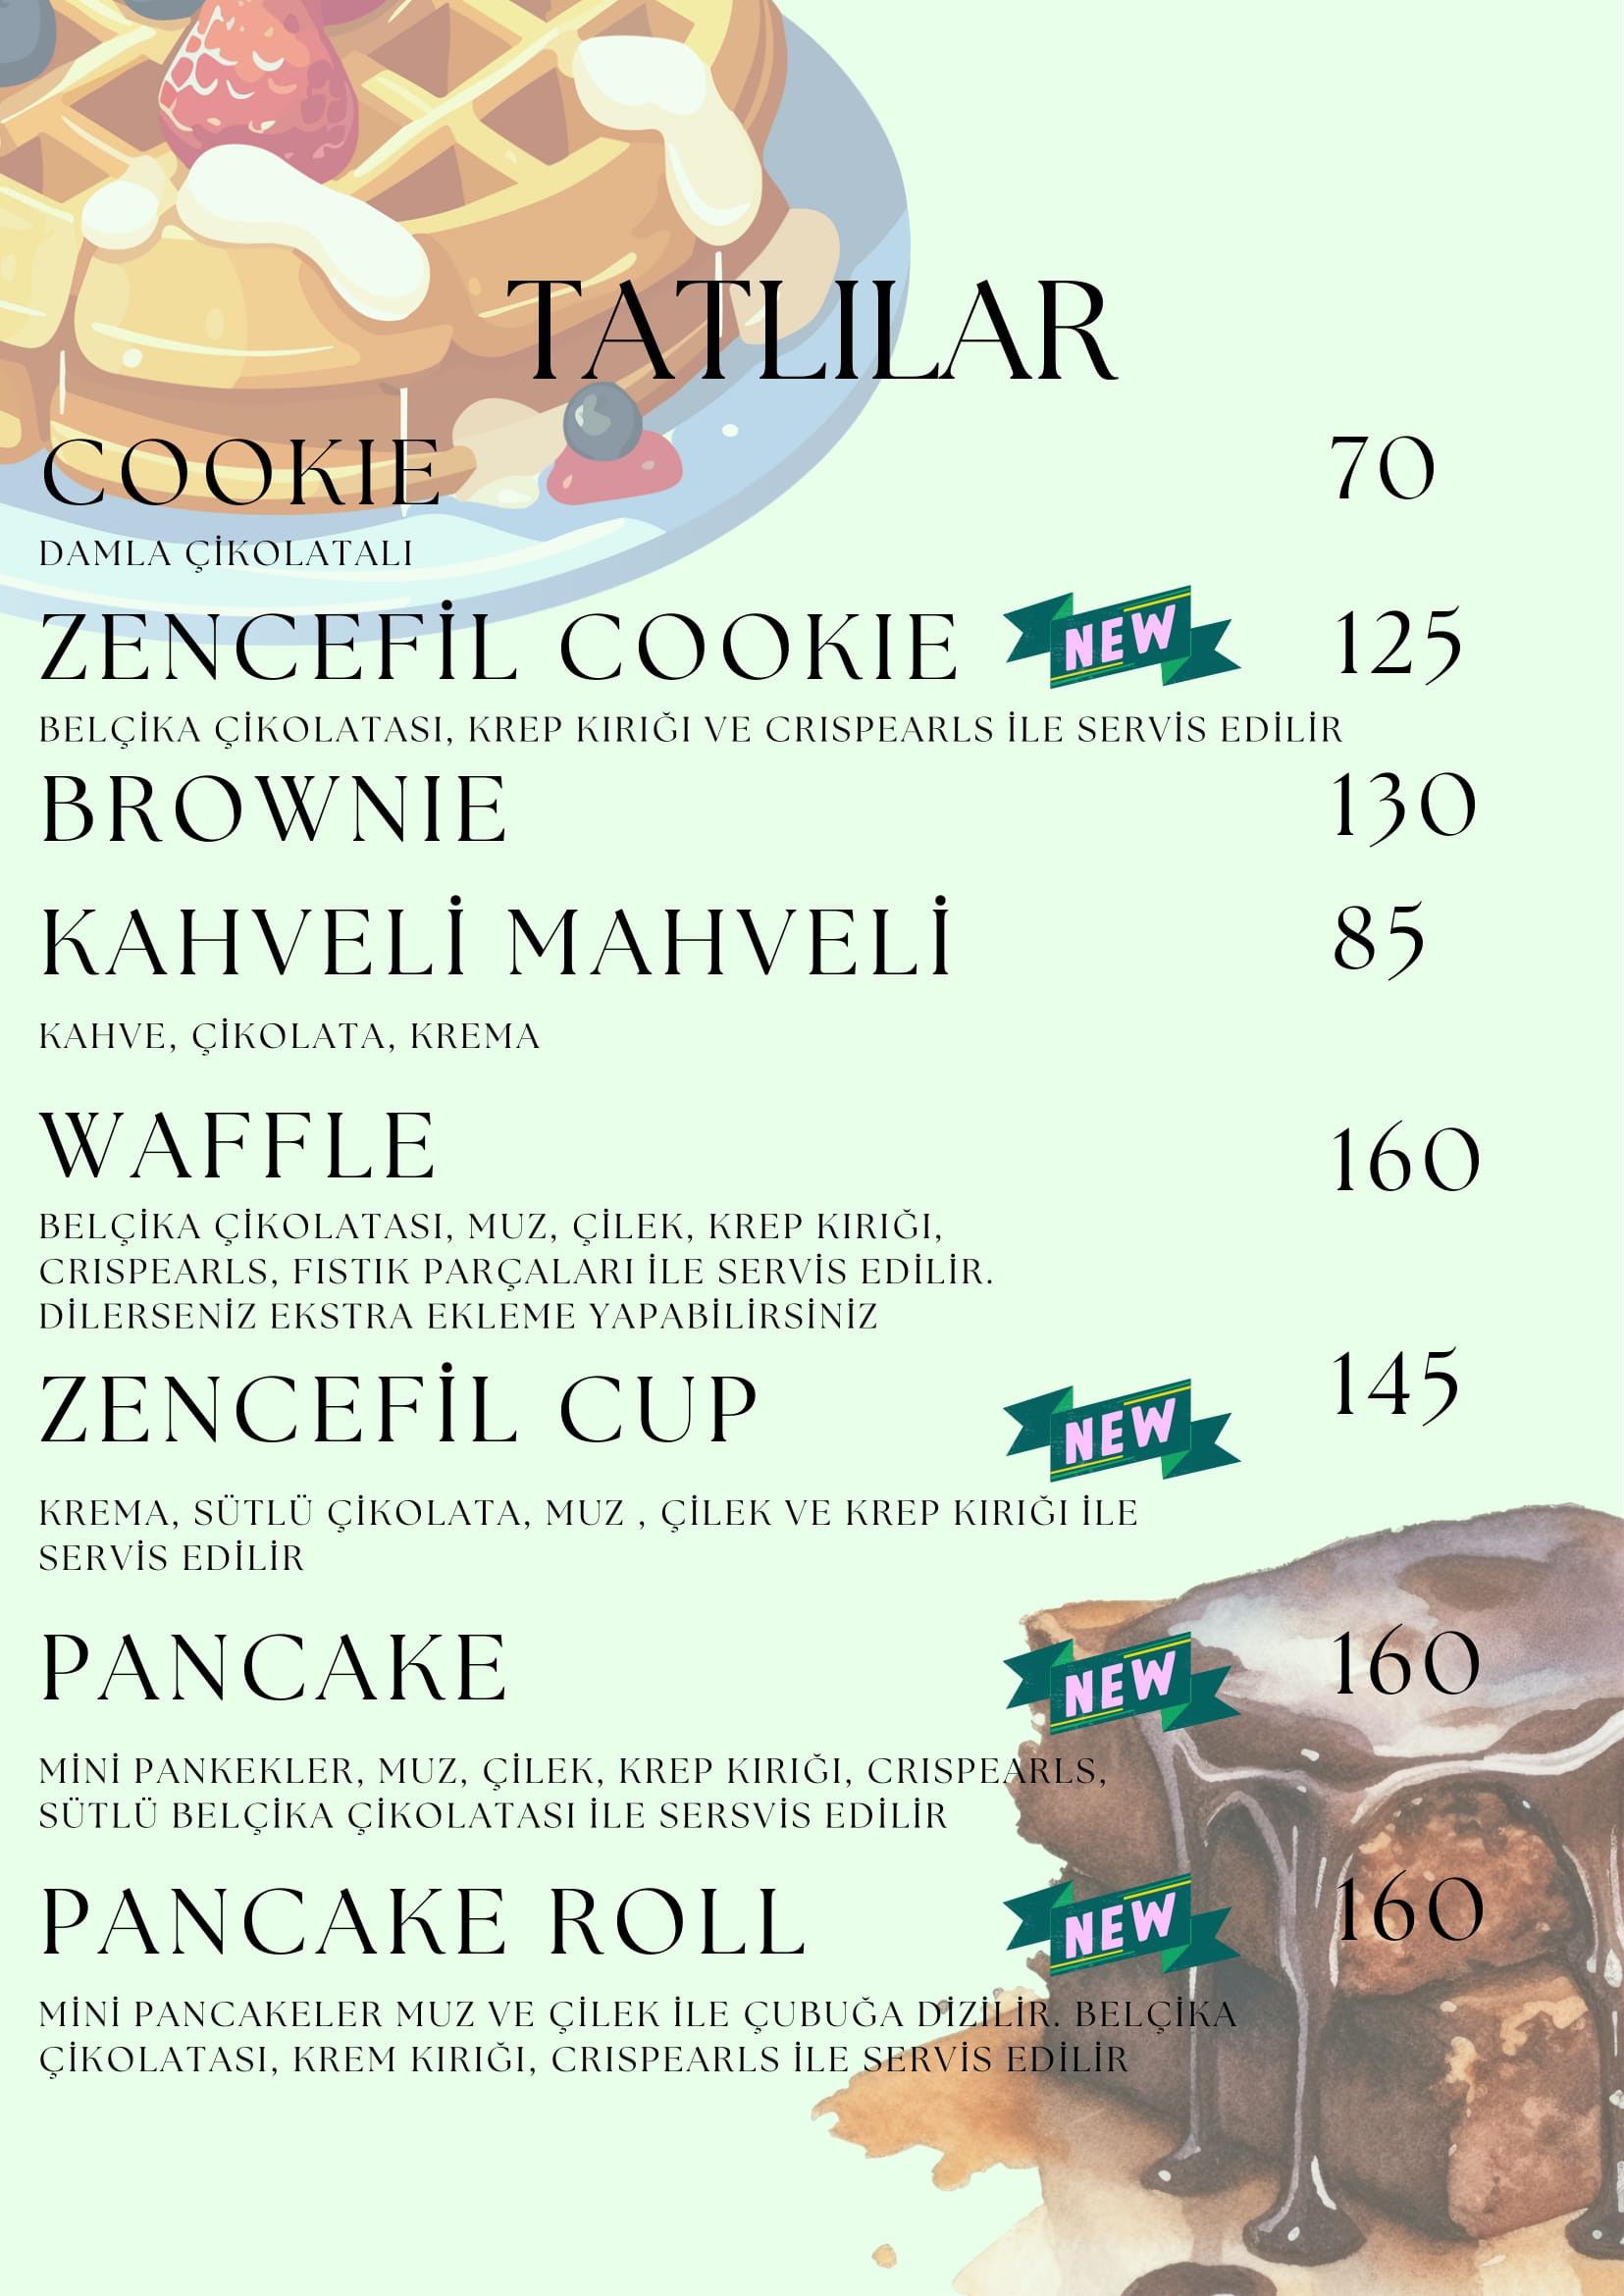 TATLILAR
COOKIE 70
DAMLA ÇİKOLATALI
ZENCEFİL COOKIE NEW 125
BELÇİKA ÇİKOLATASI, KREP KIRIĞI VE CRISPEARLS İLE SERVİS EDİLİR
BROWNIE 130
KAHVELİ MAHVELİ 85
KAHVE, ÇİKOLATA, KREMA
WAFFLE 160
BELÇİKA ÇİKOLATASI, MUZ, ÇİLEK, KREP KIRIĞI,
CRISPEARLS, FISTIK PARÇALARI İLE SERVİS EDİLİR.
DİLERSENİZ EKSTRA EKLEME YAPABİLİRSİNİZ
ZENCEFİL CUP NEW 145
KREMA, SÜTLÜ ÇİKOLATA, MUZ , ÇİLEK VE KREP KIRIĞI İLE
SERVİS EDİLİR
PANCAKE NEW 160
MİNİ PANKEKLER, MUZ, ÇİLEK, KREP KIRIĞI, CRISPEARLS,
SÜTLÜ BELÇİKA ÇİKOLATASI İLE SERSVİS EDİLİR
PANCAKE ROLL NEW 160
MİNİ PANCAKELER MUZ VE ÇİLEK İLE ÇUBUĞA DİZİLİR. BELÇİKA
ÇİKOLATASI, KREM KIRIĞI, CRISPEARLS İLE SERVİS EDİLİR